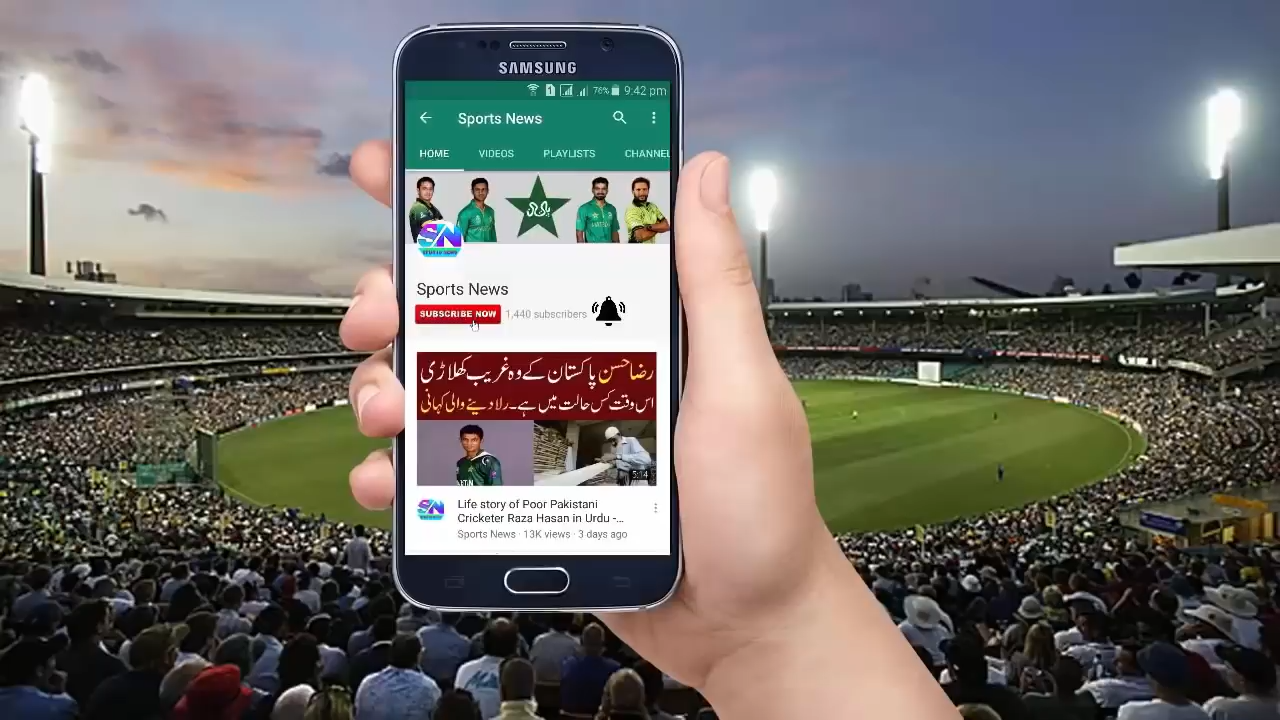 SAMSUNG
76% 9:42 pm
Sports News
HOME VIDEOS PLAYLISTS CHANNEL
SN
Sports News
SUBSCRIBE NOW 1,440 subscribers
رضا حسن پاکستان کے وہ غریب کھلاڑی
اس وقت کس حالت میں ہے۔رلا دینے والی کہانی
5:14
SN
Life story of Poor Pakistani
Cricketer Raza Hasan in Urdu -...
Sports News · 13K views · 3 days ago